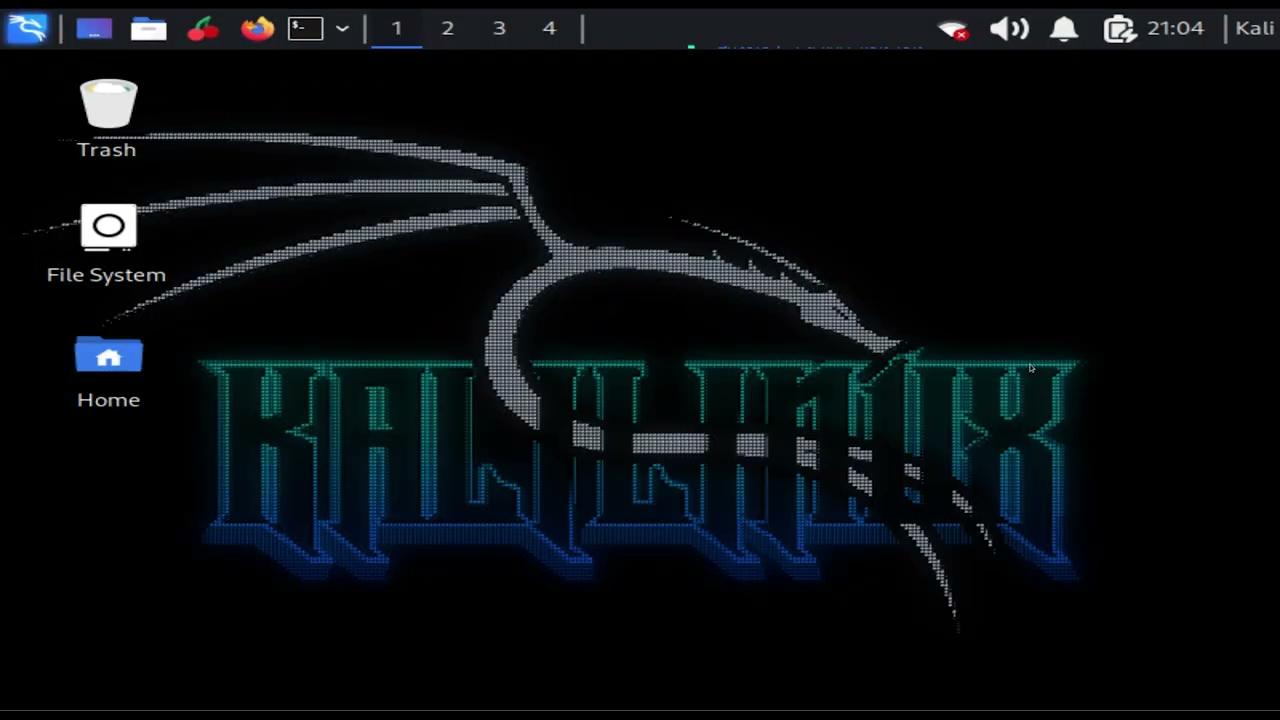 1 2 3 4 21:04 Kali
Trash
File System
Home
KALI LINUX